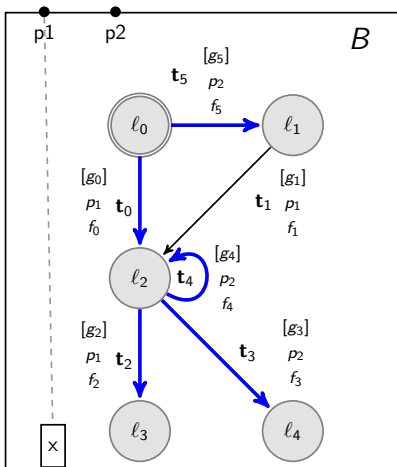 p1 p2 B
[g₅]
t₅ p₂
f₅
ℓ₀ ℓ₁
[g₀]
p₁ t₀
f₀
[g₁]
t₁ p₁
f₁
[g₄]
ℓ₂ t₄ p₂
f₄
[g₂]
p₁ t₂
f₂
[g₃]
t₃ p₂
f₃
x ℓ₃ ℓ₄